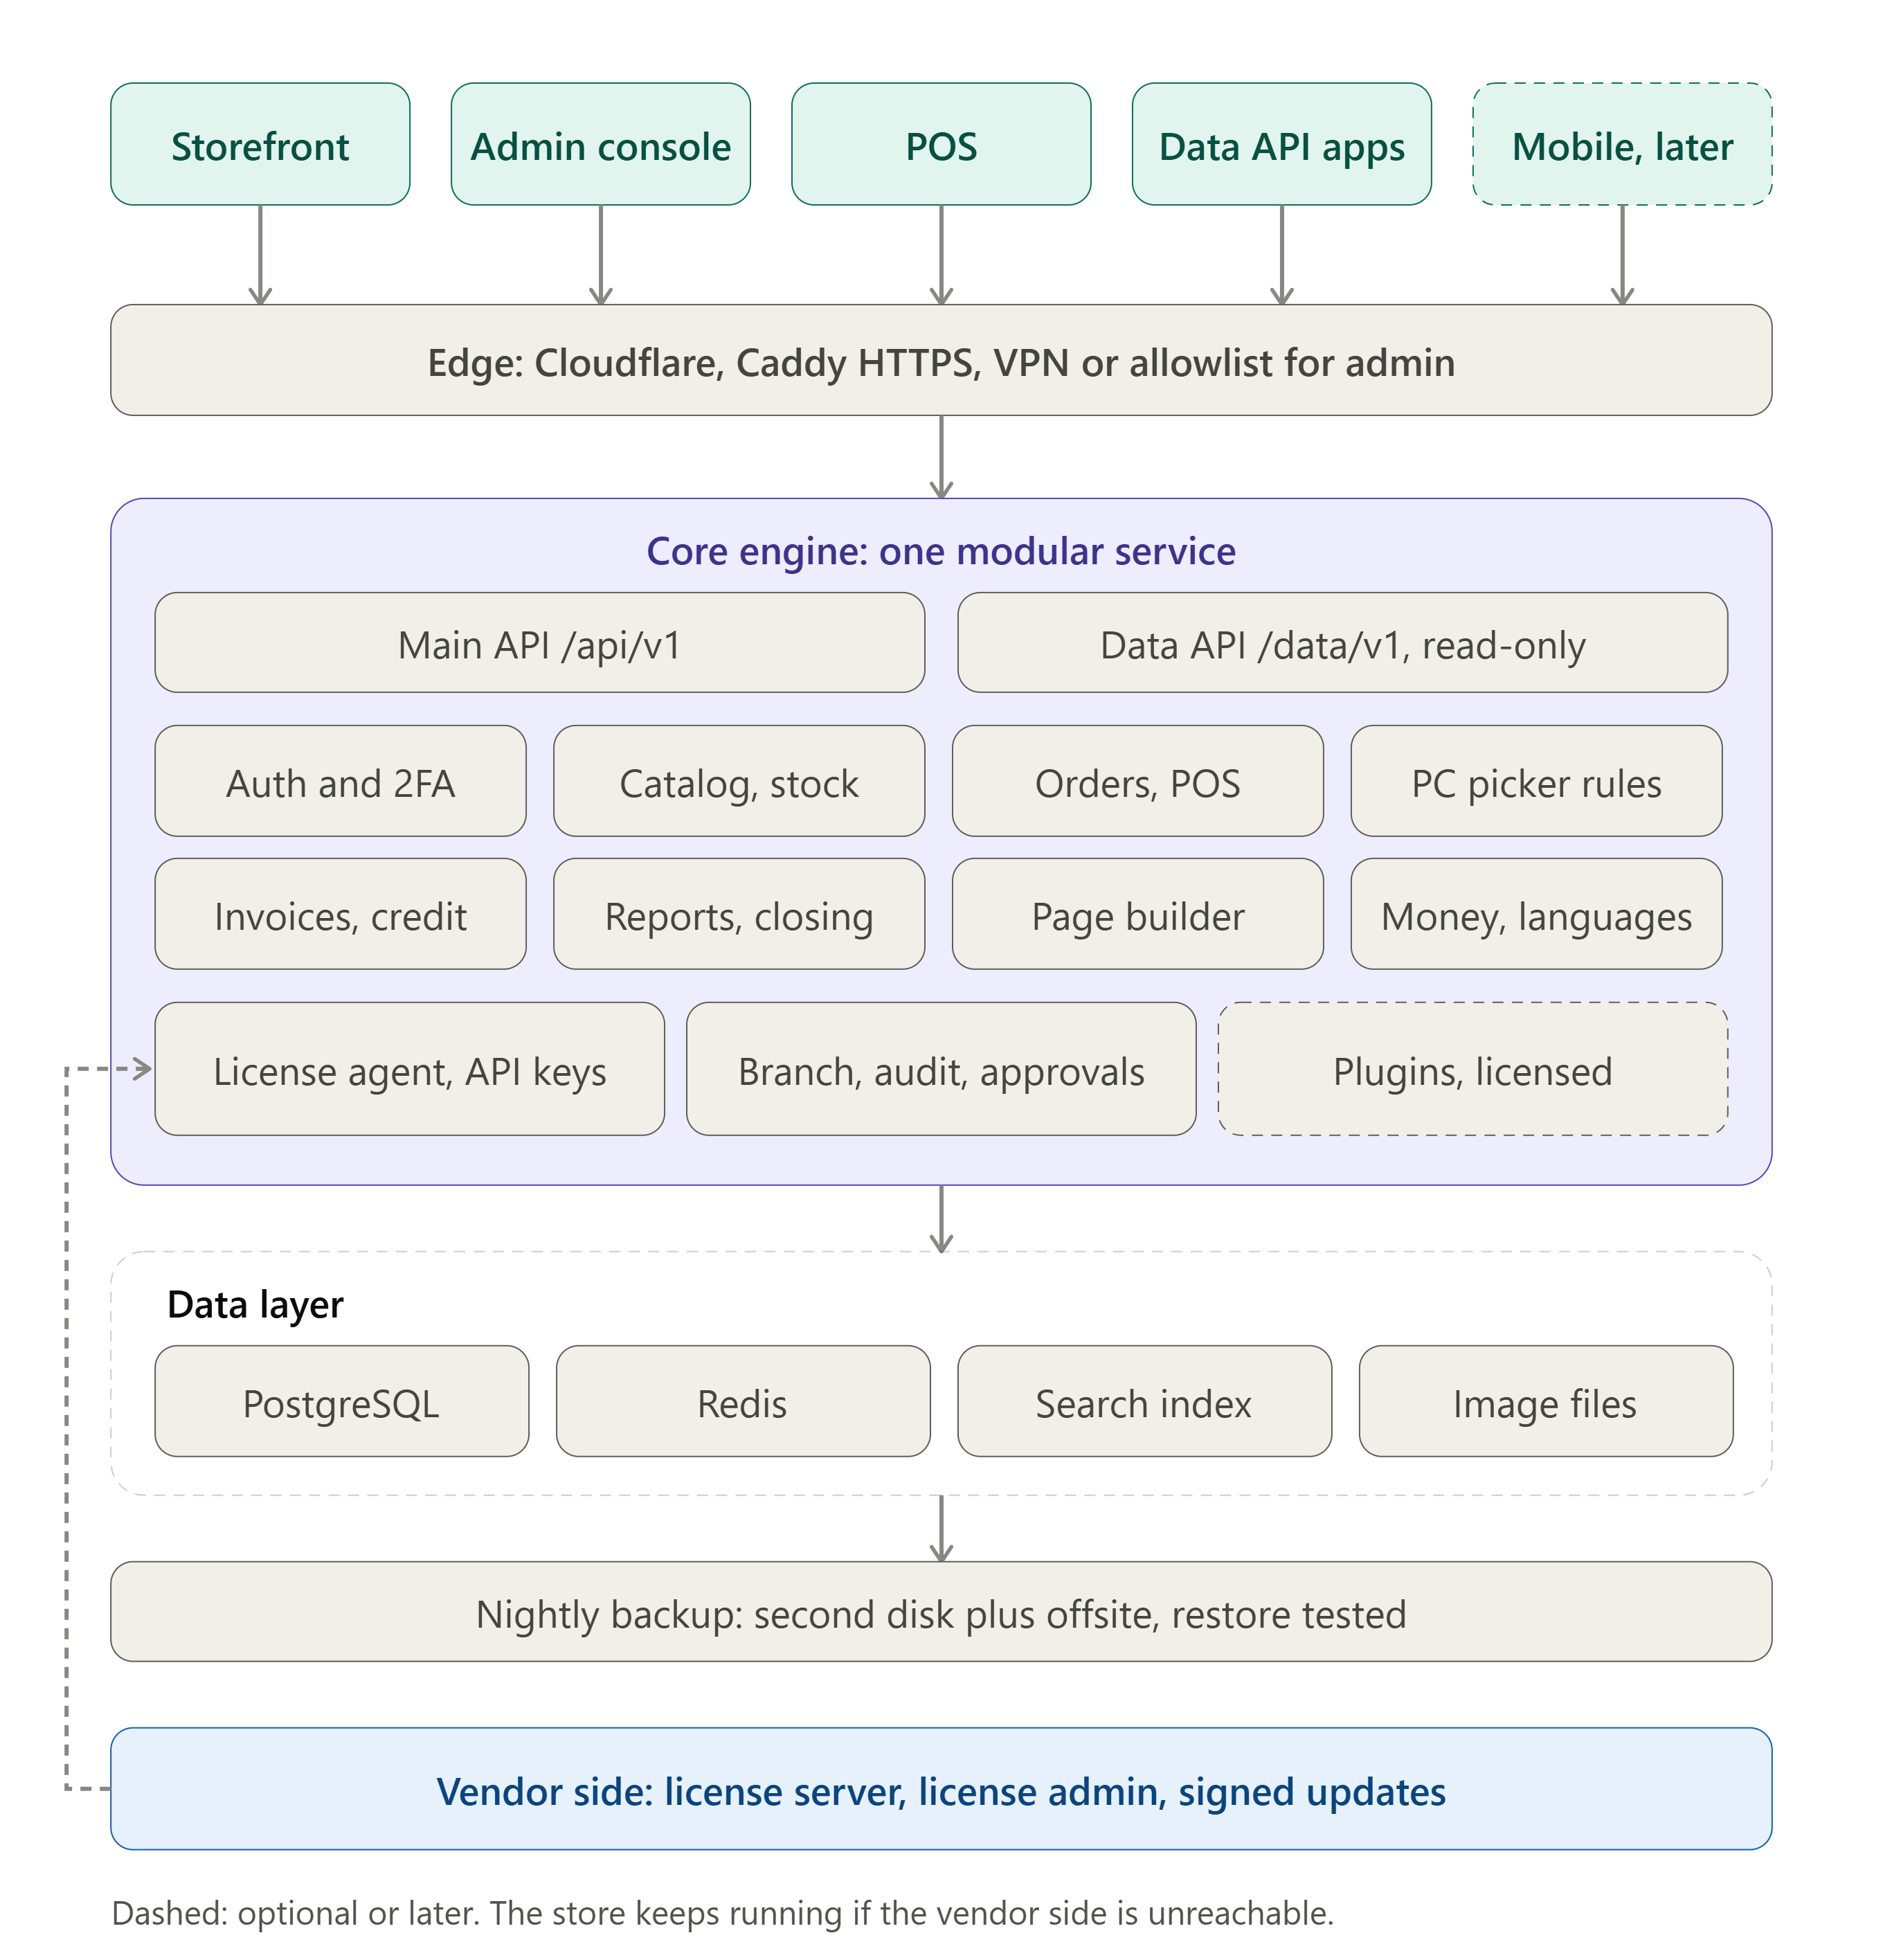 Storefront
Admin console
POS
Data API apps
Mobile, later
Edge: Cloudflare, Caddy HTTPS, VPN or allowlist for admin
Core engine: one modular service
Main API /api/v1
Data API /data/v1, read-only
Auth and 2FA
Catalog, stock
Orders, POS
PC picker rules
Invoices, credit
Reports, closing
Page builder
Money, languages
License agent, API keys
Branch, audit, approvals
Plugins, licensed
Data layer
PostgreSQL
Redis
Search index
Image files
Nightly backup: second disk plus offsite, restore tested
Vendor side: license server, license admin, signed updates
Dashed: optional or later. The store keeps running if the vendor side is unreachable.